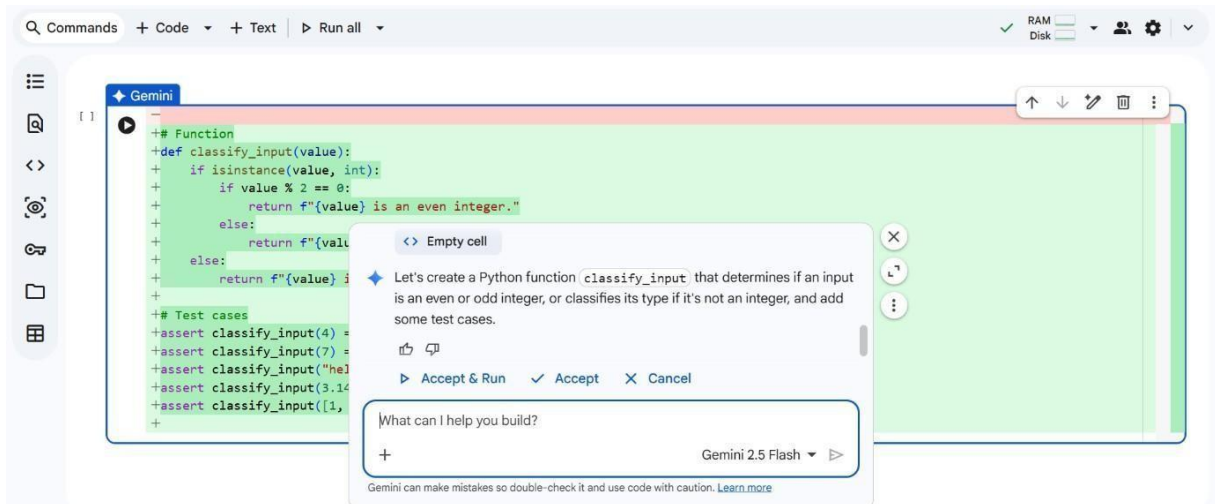 Commands + Code + Text Run all
RAM
Disk
Gemini
[ ]
# Function
+def classify_input(value):
+    if isinstance(value, int):
+        if value % 2 == 0:
+            return f"{value} is an even integer."
+        else:
+            return f"{valu
+    else:
+        return f"{value} i
+
+# Test cases
+assert classify_input(4) =
+assert classify_input(7) =
+assert classify_input("hel
+assert classify_input(3.14
+assert classify_input([1,
+
<> Empty cell
Let's create a Python function classify_input that determines if an input
is an even or odd integer, or classifies its type if it's not an integer, and add
some test cases.
Accept & Run Accept Cancel
What can I help you build?
+ Gemini 2.5 Flash
Gemini can make mistakes so double-check it and use code with caution. Learn more